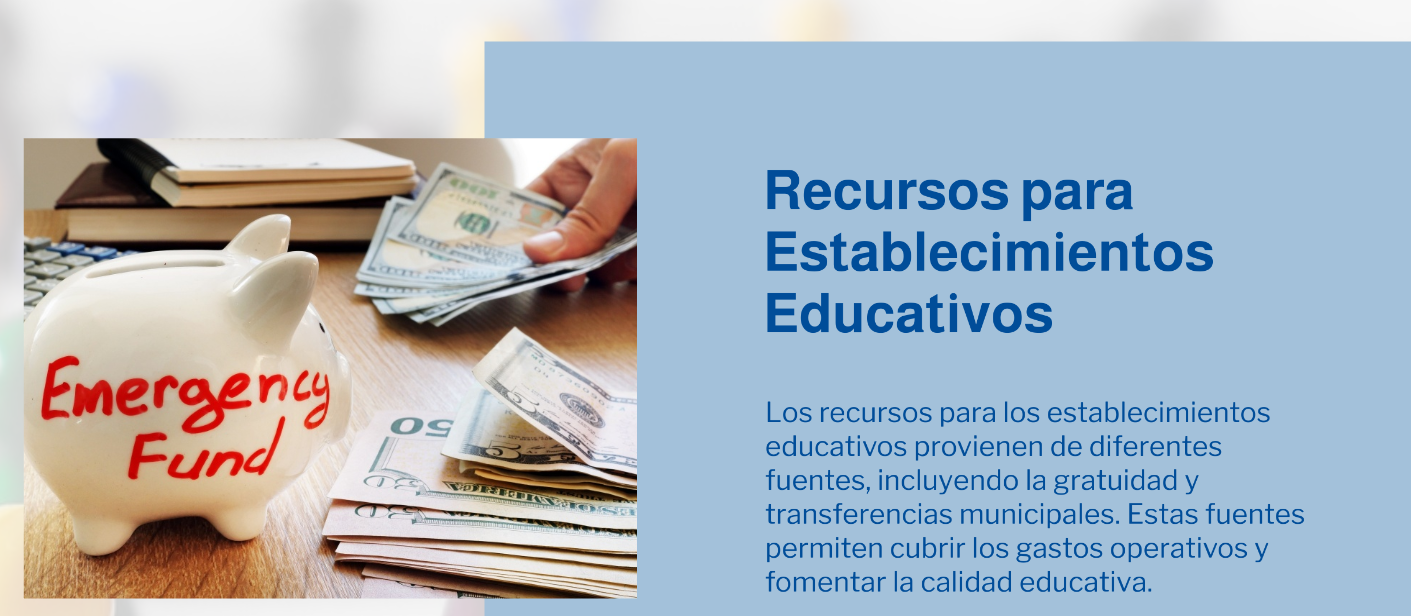 Emergency
Fund
50
Recursos para
Establecimientos
Educativos
Los recursos para los establecimientos
educativos provienen de diferentes
fuentes, incluyendo la gratuidad y
transferencias municipales. Estas fuentes
permiten cubrir los gastos operativos y
fomentar la calidad educativa.